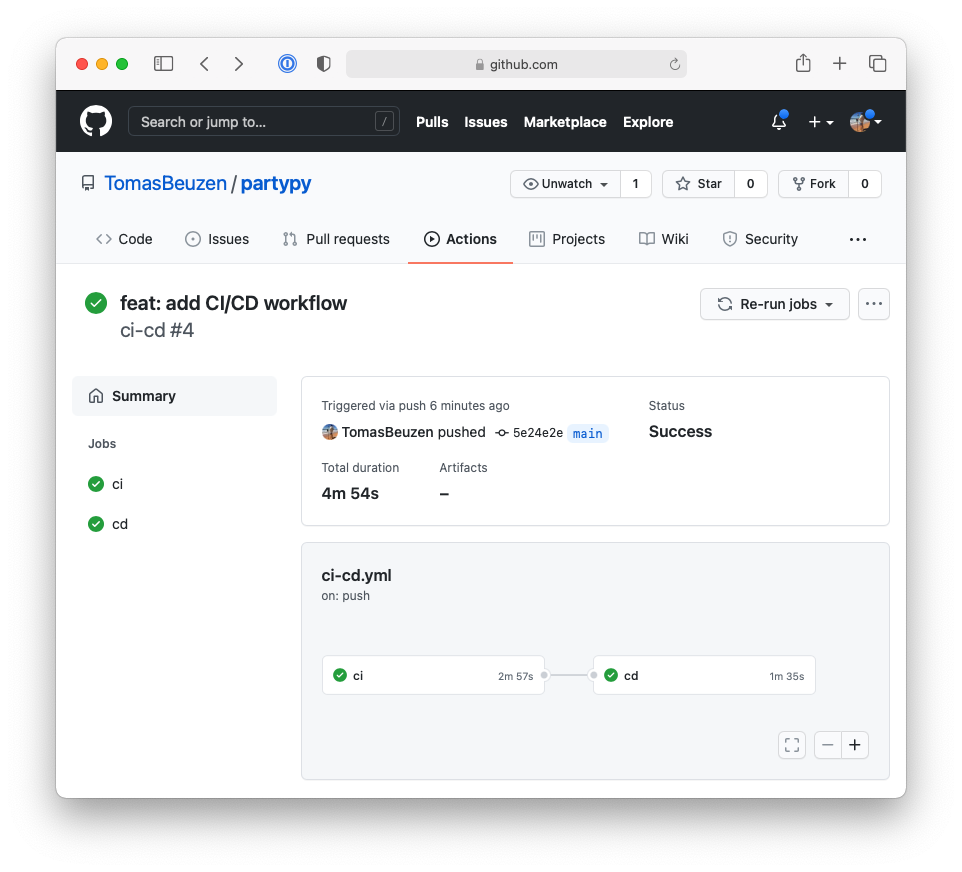 github.com
Search or jump to... /
Pulls Issues Marketplace Explore
TomasBeuzen / partypy
Unwatch 1 Star 0 Fork 0
Code Issues Pull requests Actions Projects Wiki Security
feat: add CI/CD workflow
ci-cd #4
Re-run jobs
Summary
Jobs
ci
cd
Triggered via push 6 minutes ago
TomasBeuzen pushed 5e24e2e main
Status
Success
Total duration
4m 54s
Artifacts
–
ci-cd.yml
on: push
ci 2m 57s
cd 1m 35s